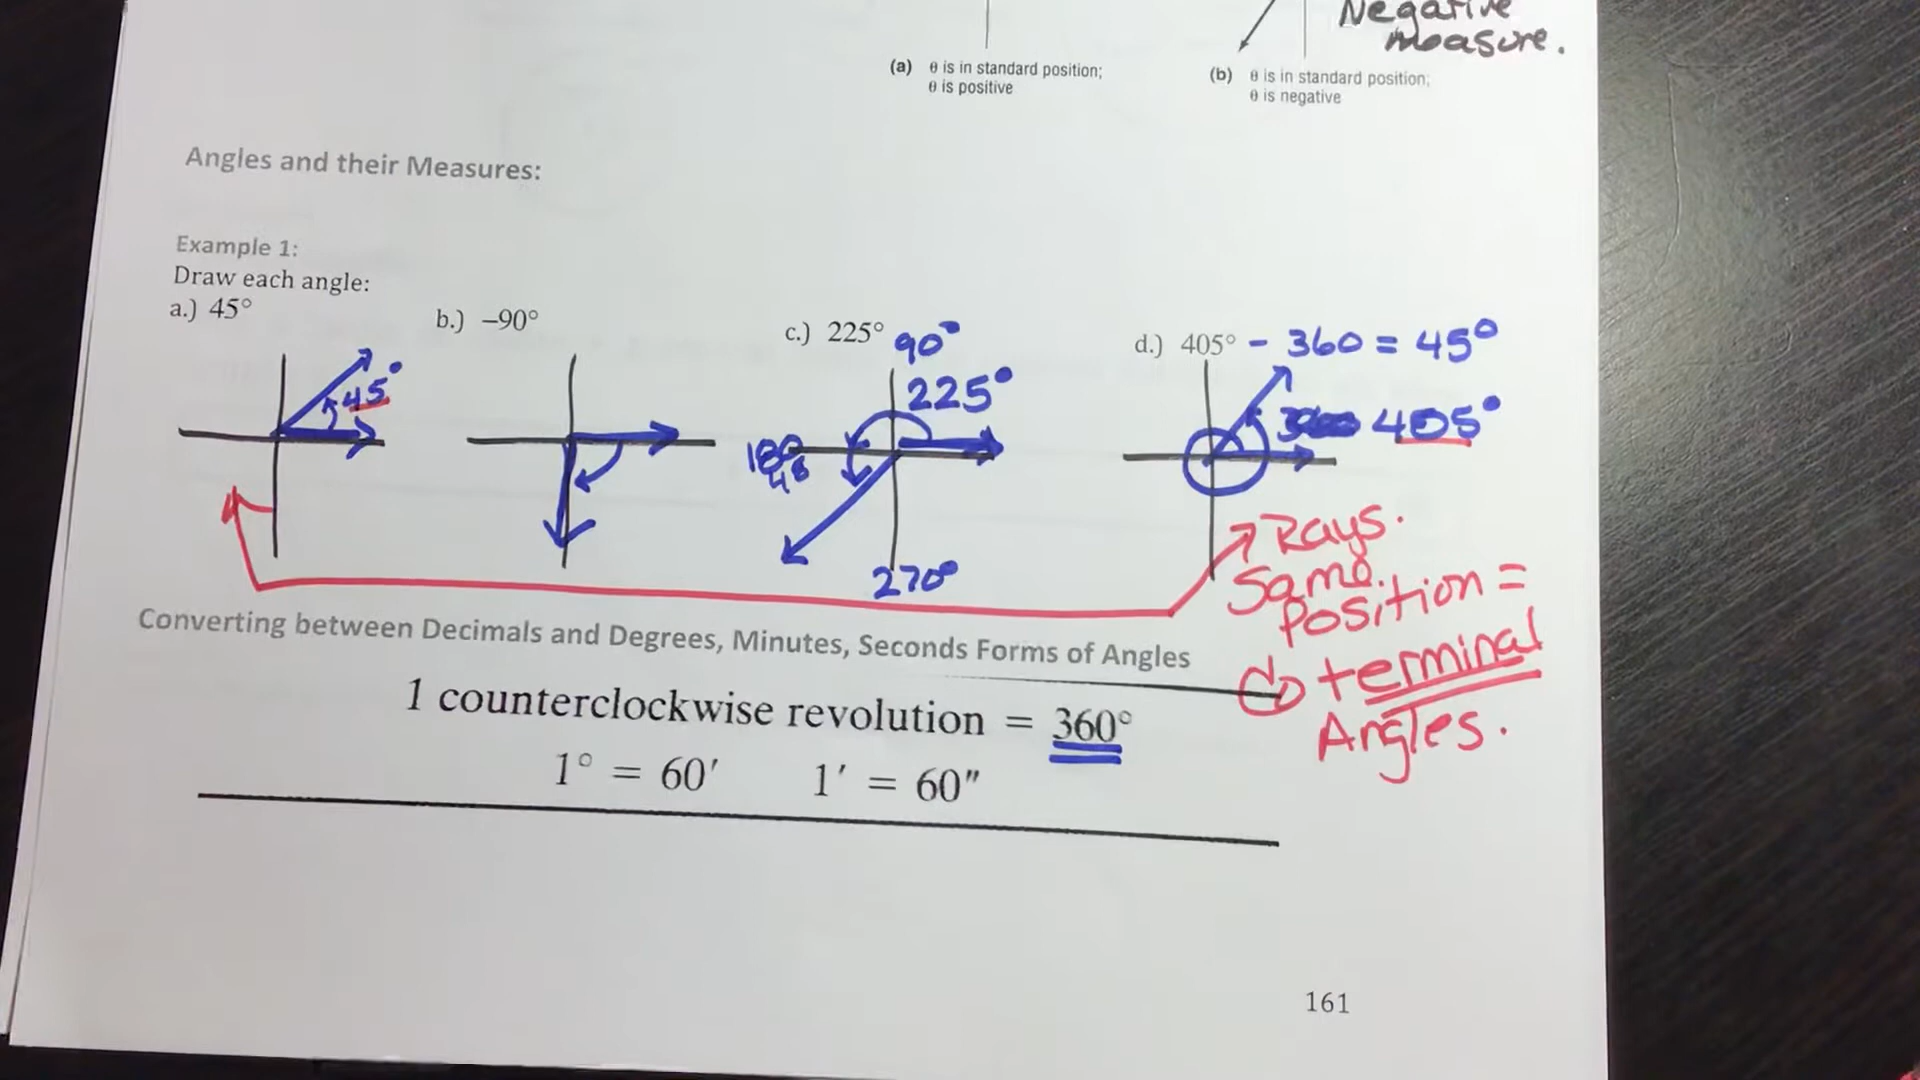 Negative
measure.
(a) θ is in standard position;
θ is positive
(b) θ is in standard position;
θ is negative
Angles and their Measures:
Example 1:
Draw each angle:
a.) 45°
b.) –90°
c.) 225°
90°
d.) 405° - 360 = 45°
45°
225°
405°
180
45
270°
Rays.
Same
Position =
Co terminal
Angles.
Converting between Decimals and Degrees, Minutes, Seconds Forms of Angles
1 counterclockwise revolution = 360°
1° = 60′ 1′ = 60″
161